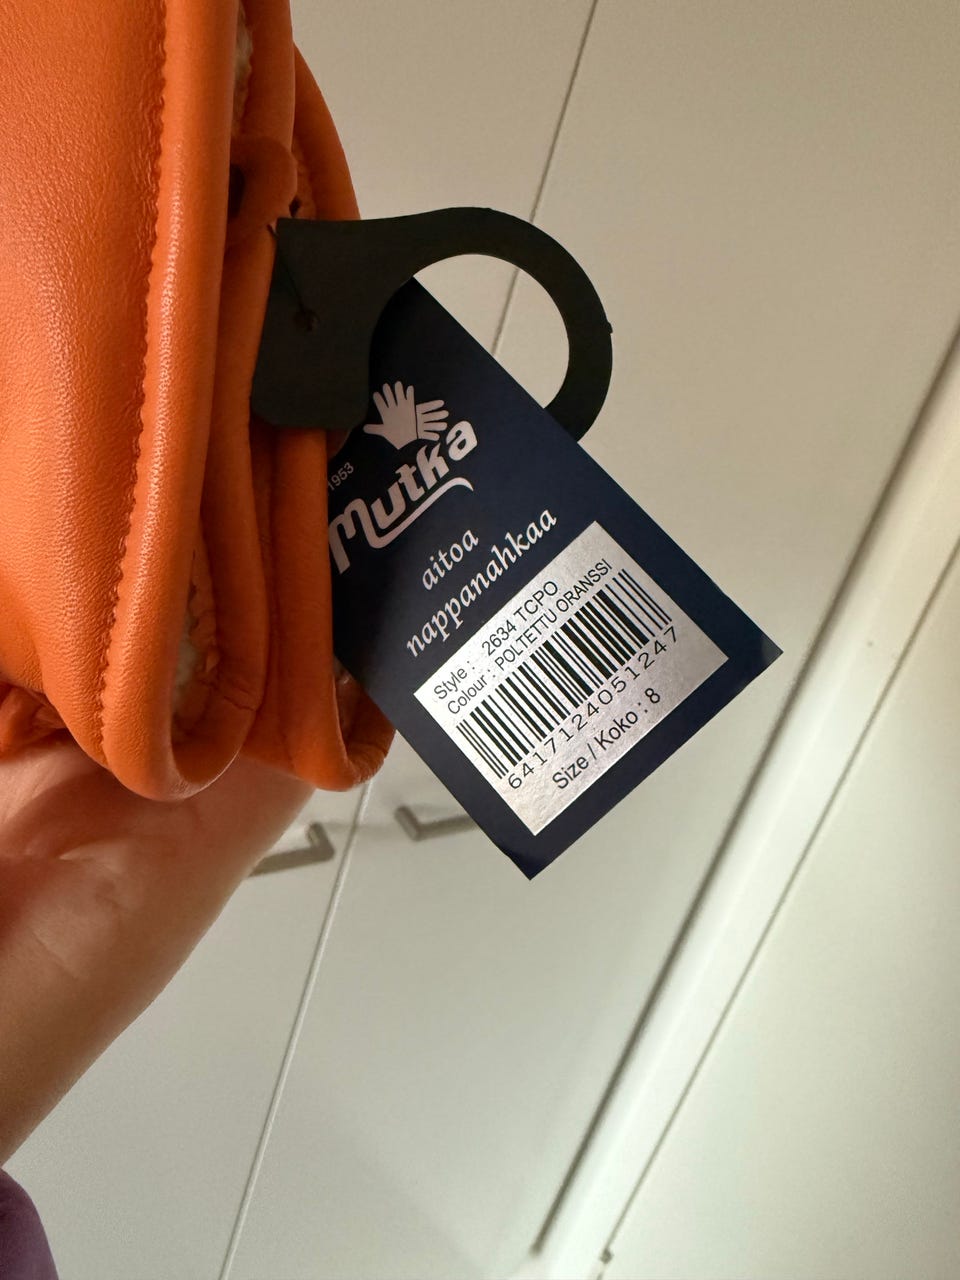 1953
Mutka
aitoa
nappanahkaa
Style : 2634 TCPO
Colour : POLTETTU ORANSSI
6417124051247
Size / Koko : 8